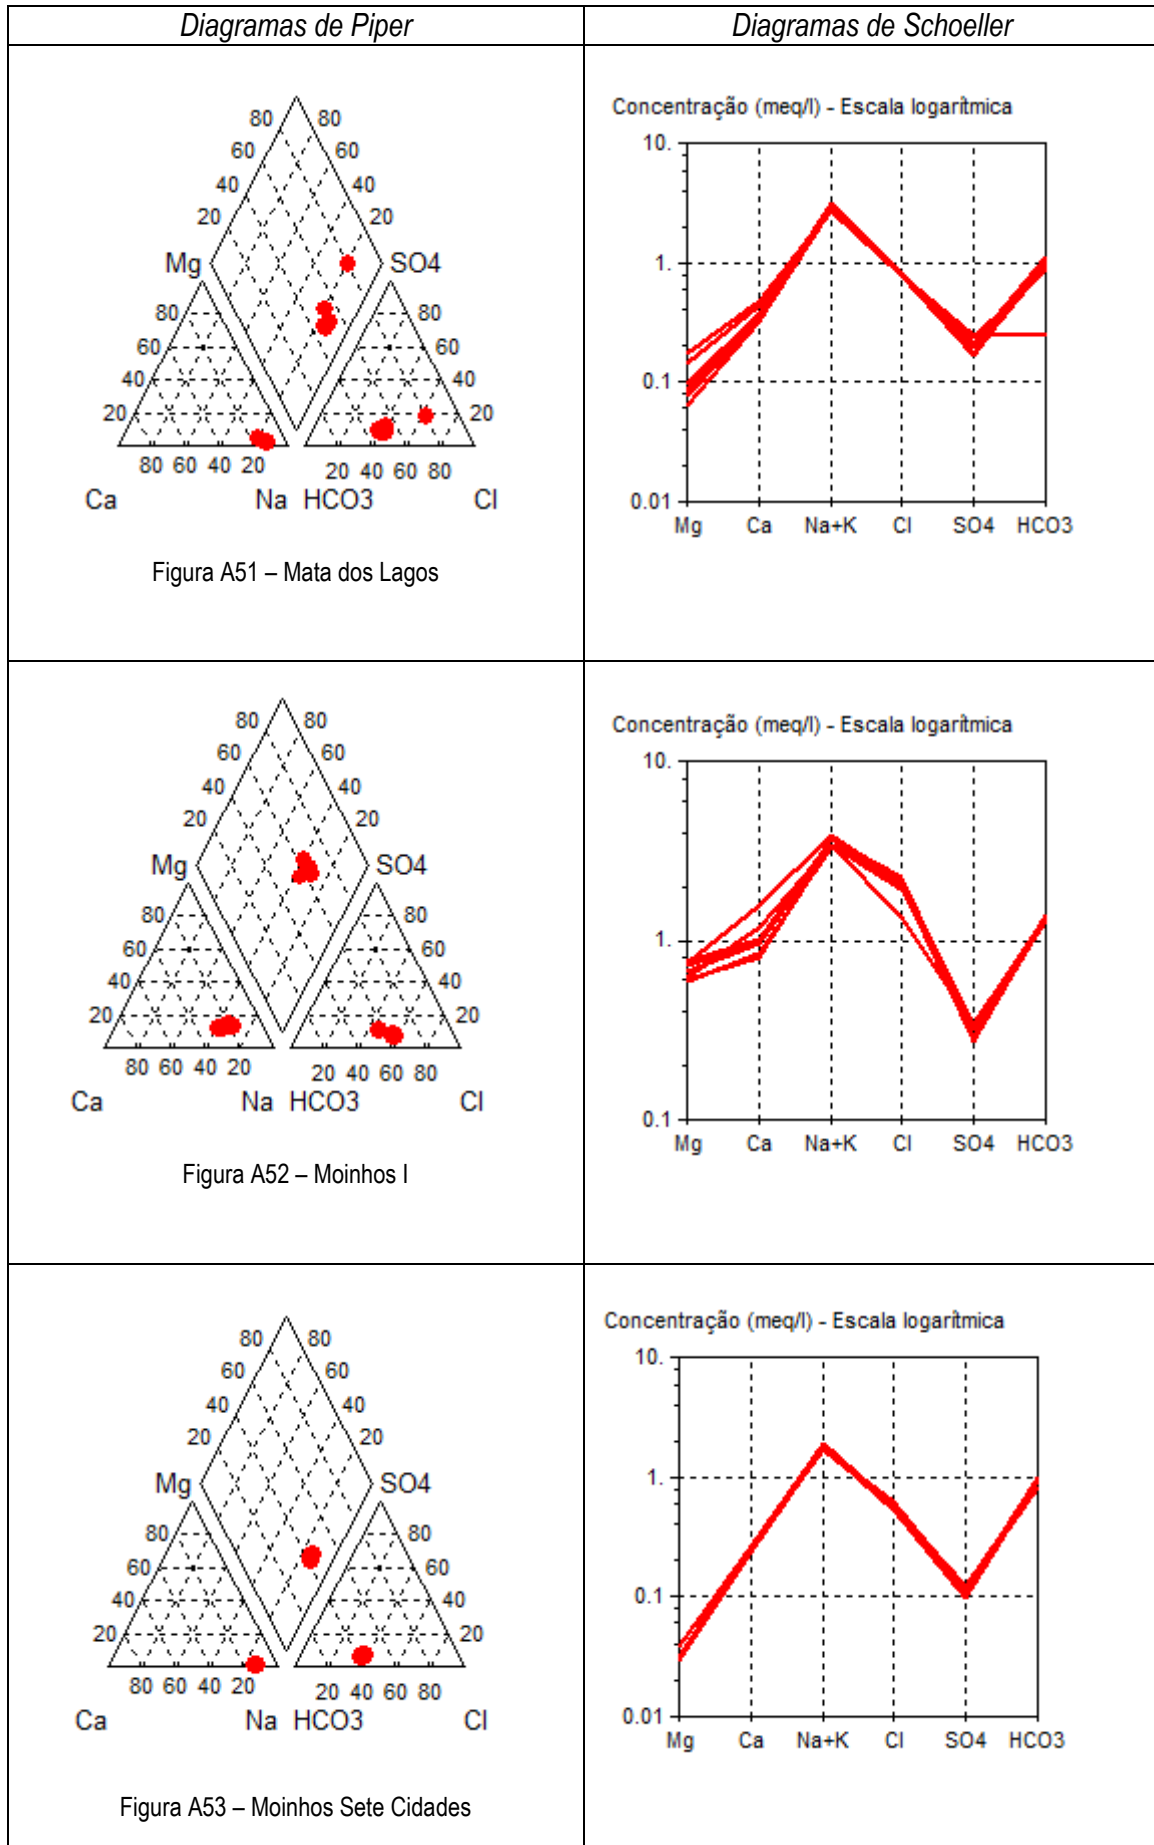 Diagramas de Piper
Diagramas de Schoeller
80 80
60 60
40 40
20 20
Mg SO4
80 80
60 60
40 40
20 20
80 60 40 20 20 40 60 80
Ca Na HCO3 Cl
Figura A51 – Mata dos Lagos
Concentração (meq/l) - Escala logarítmica
10.
1.
0.1
0.01
Mg Ca Na+K Cl SO4 HCO3
80 80
60 60
40 40
20 20
Mg SO4
80 80
60 60
40 40
20 20
80 60 40 20 20 40 60 80
Ca Na HCO3 Cl
Figura A52 – Moinhos I
Concentração (meq/l) - Escala logarítmica
10.
1.
0.1
Mg Ca Na+K Cl SO4 HCO3
80 80
60 60
40 40
20 20
Mg SO4
80 80
60 60
40 40
20 20
80 60 40 20 20 40 60 80
Ca Na HCO3 Cl
Figura A53 – Moinhos Sete Cidades
Concentração (meq/l) - Escala logarítmica
10.
1.
0.1
0.01
Mg Ca Na+K Cl SO4 HCO3